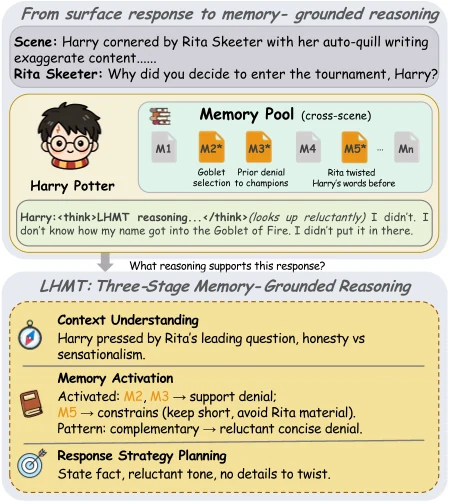 From surface response to memory- grounded reasoning
Scene: Harry cornered by Rita Skeeter with her auto-quill writing
exaggerate content......
Rita Skeeter: Why did you decide to enter the tournament, Harry?
Harry Potter
Memory Pool (cross-scene)
M1 M2* M3* M4 M5* ... Mn
Goblet
selection
Prior denial
to champions
Rita twisted
Harry's words before
Harry:<think>LHMT reasoning...</think>(looks up reluctantly) I didn't. I
don't know how my name got into the Goblet of Fire. I didn't put it in there.
What reasoning supports this response?
LHMT: Three-Stage Memory-Grounded Reasoning
Context Understanding
Harry pressed by Rita's leading question, honesty vs
sensationalism.
Memory Activation
Activated: M2, M3 → support denial;
M5 → constrains (keep short, avoid Rita material).
Pattern: complementary → reluctant concise denial.
Response Strategy Planning
State fact, reluctant tone, no details to twist.